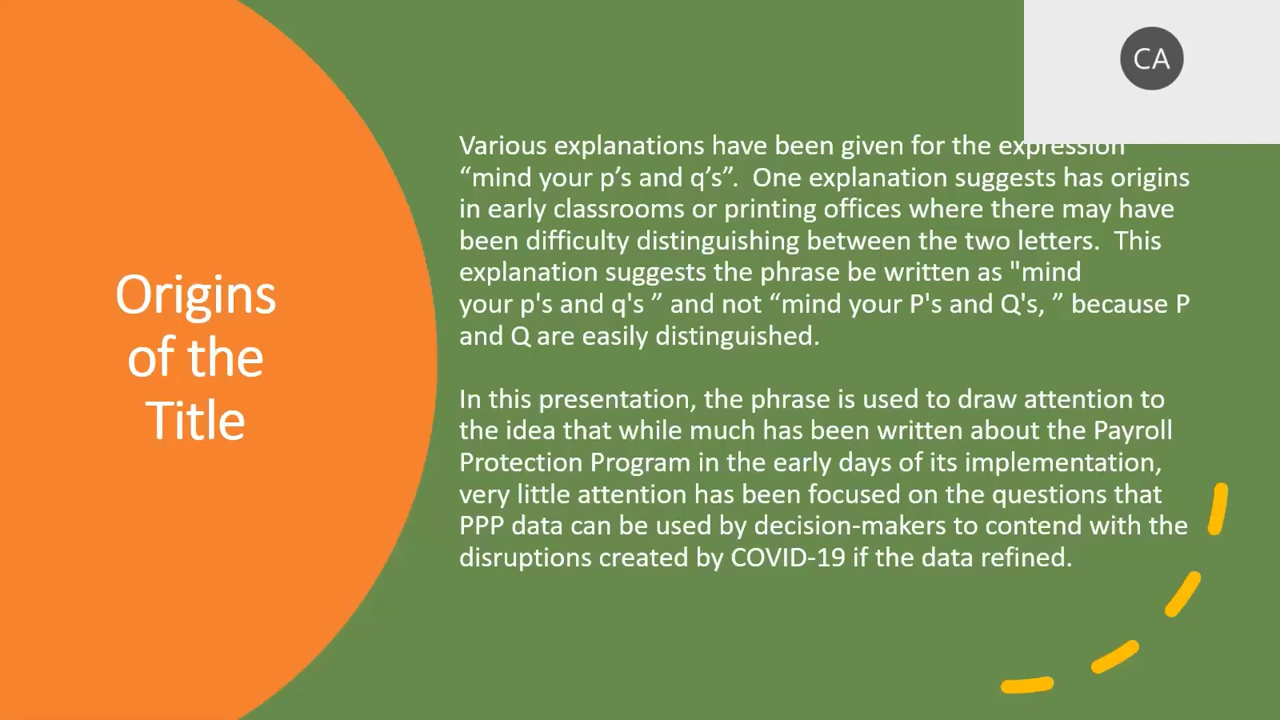 CA
Origins
of the
Title
Various explanations have been given for the expression
“mind your p’s and q’s”.  One explanation suggests has origins
in early classrooms or printing offices where there may have
been difficulty distinguishing between the two letters.  This
explanation suggests the phrase be written as "mind
your p's and q's ” and not “mind your P's and Q's, ” because P
and Q are easily distinguished.
In this presentation, the phrase is used to draw attention to
the idea that while much has been written about the Payroll
Protection Program in the early days of its implementation,
very little attention has been focused on the questions that
PPP data can be used by decision-makers to contend with the
disruptions created by COVID-19 if the data refined.